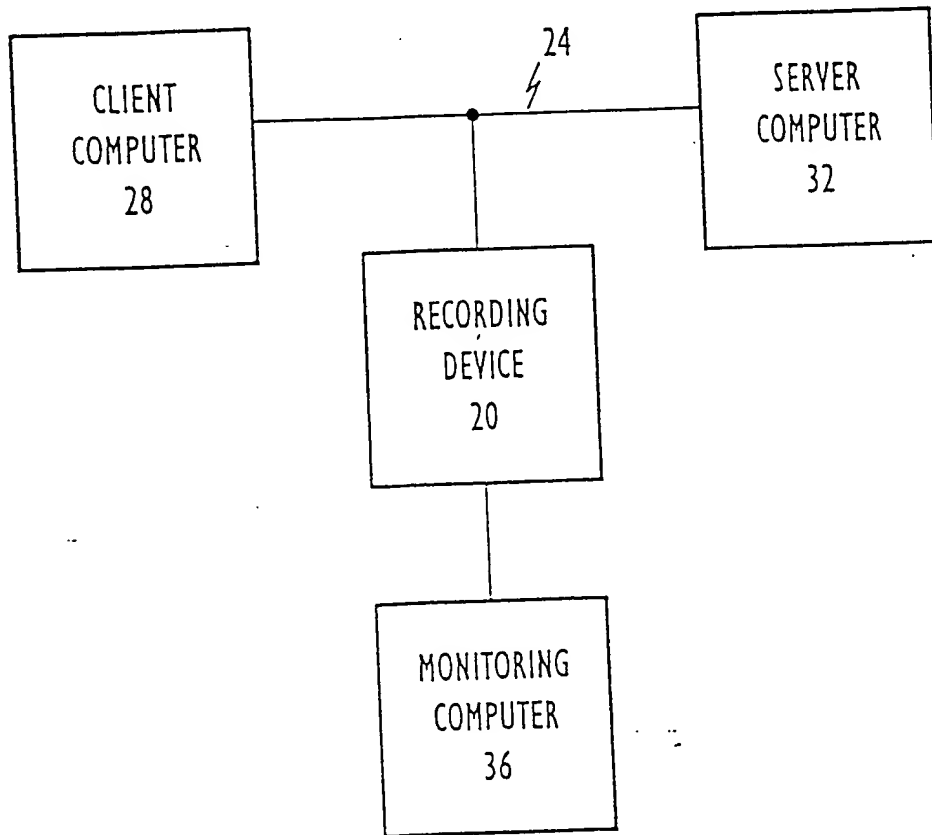 24
CLIENT
COMPUTER
28
SERVER
COMPUTER
32
RECORDING
DEVICE
20
MONITORING
COMPUTER
36